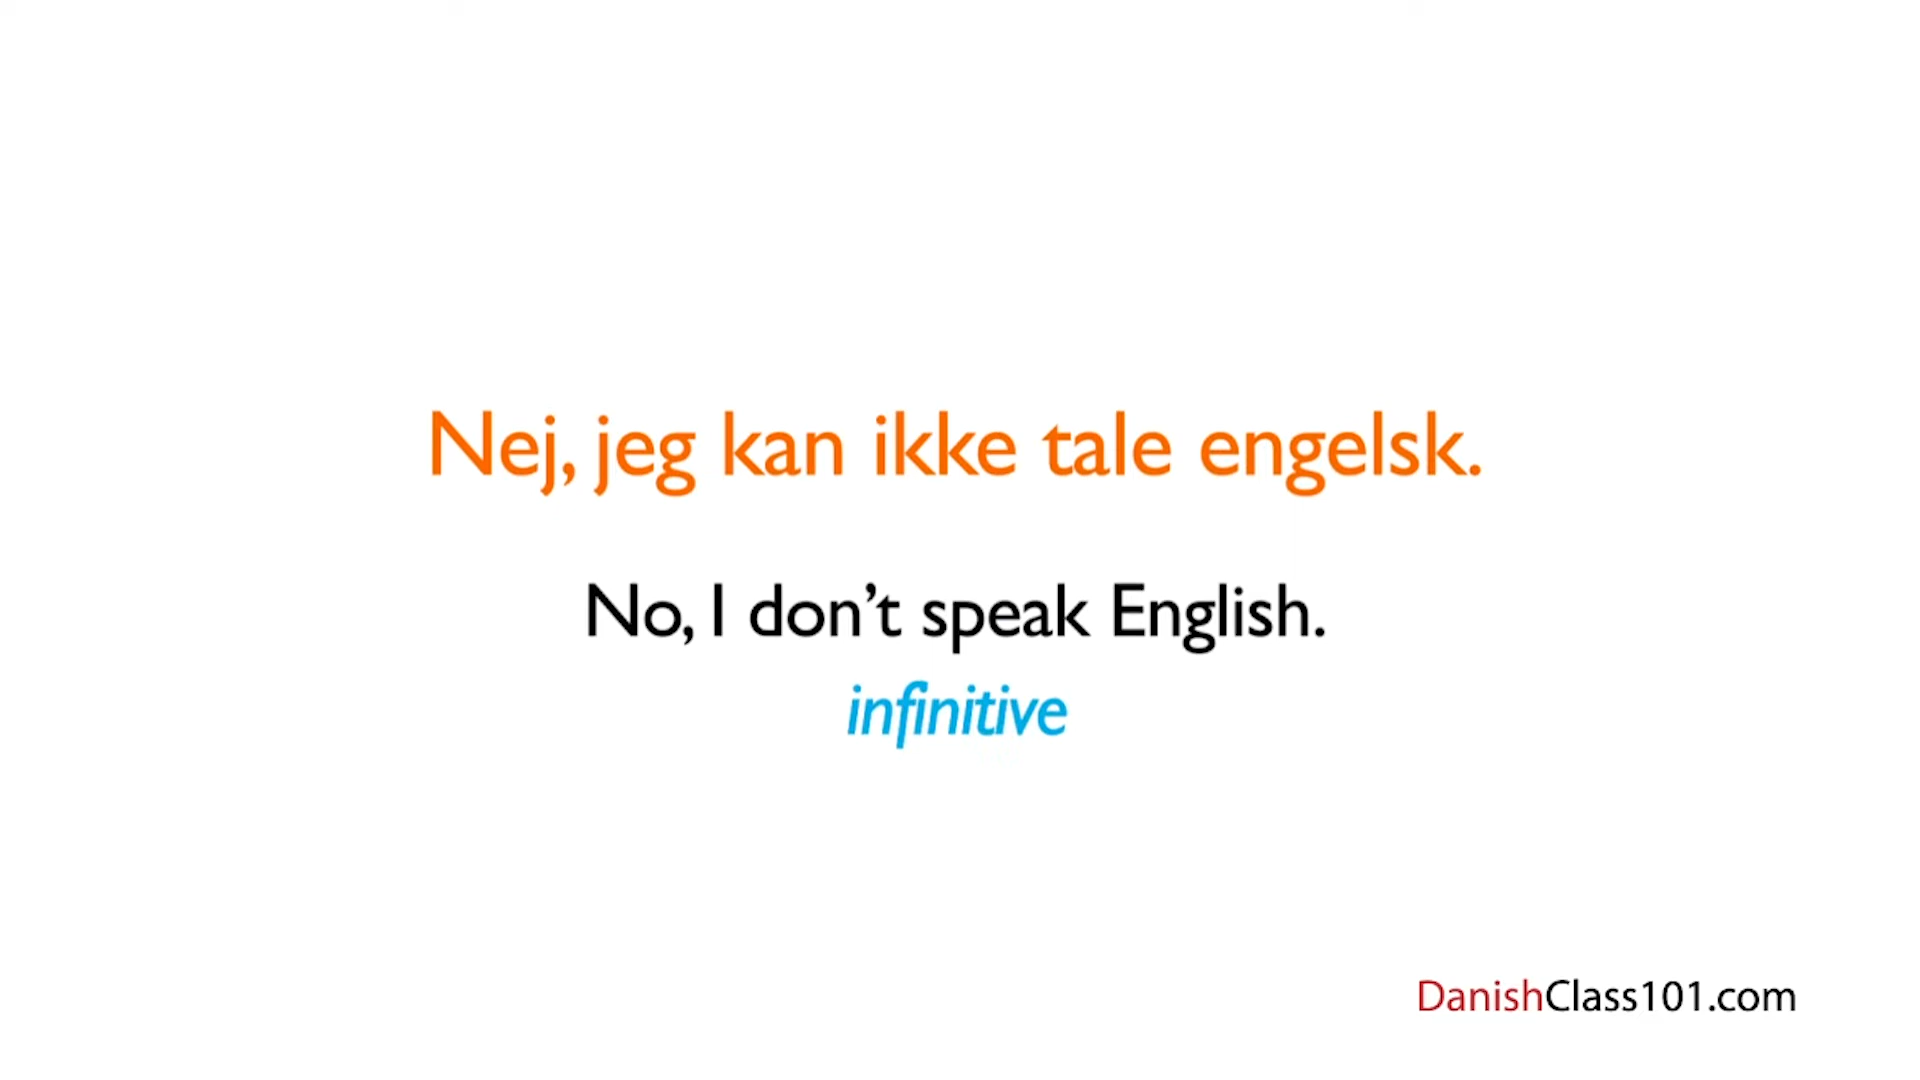 Nej, jeg kan ikke tale engelsk.
No, I don’t speak English.
infinitive
DanishClass101.com